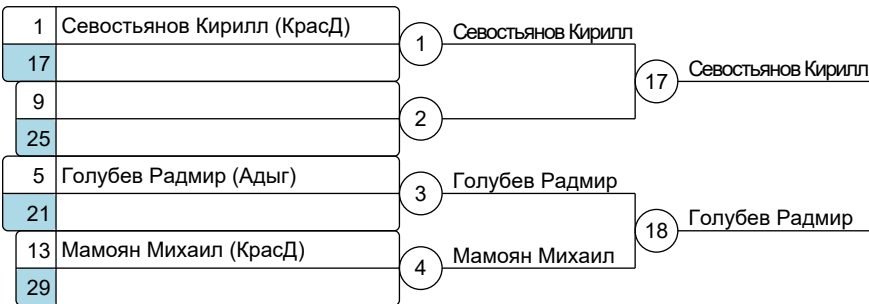 1 Севостьянов Кирилл (КрасД)
17
1 Севостьянов Кирилл
9
25
2
17 Севостьянов Кирилл
5 Голубев Радмир (Адыг)
21
3 Голубев Радмир
13 Мамоян Михаил (КрасД)
29
4 Мамоян Михаил
18 Голубев Радмир